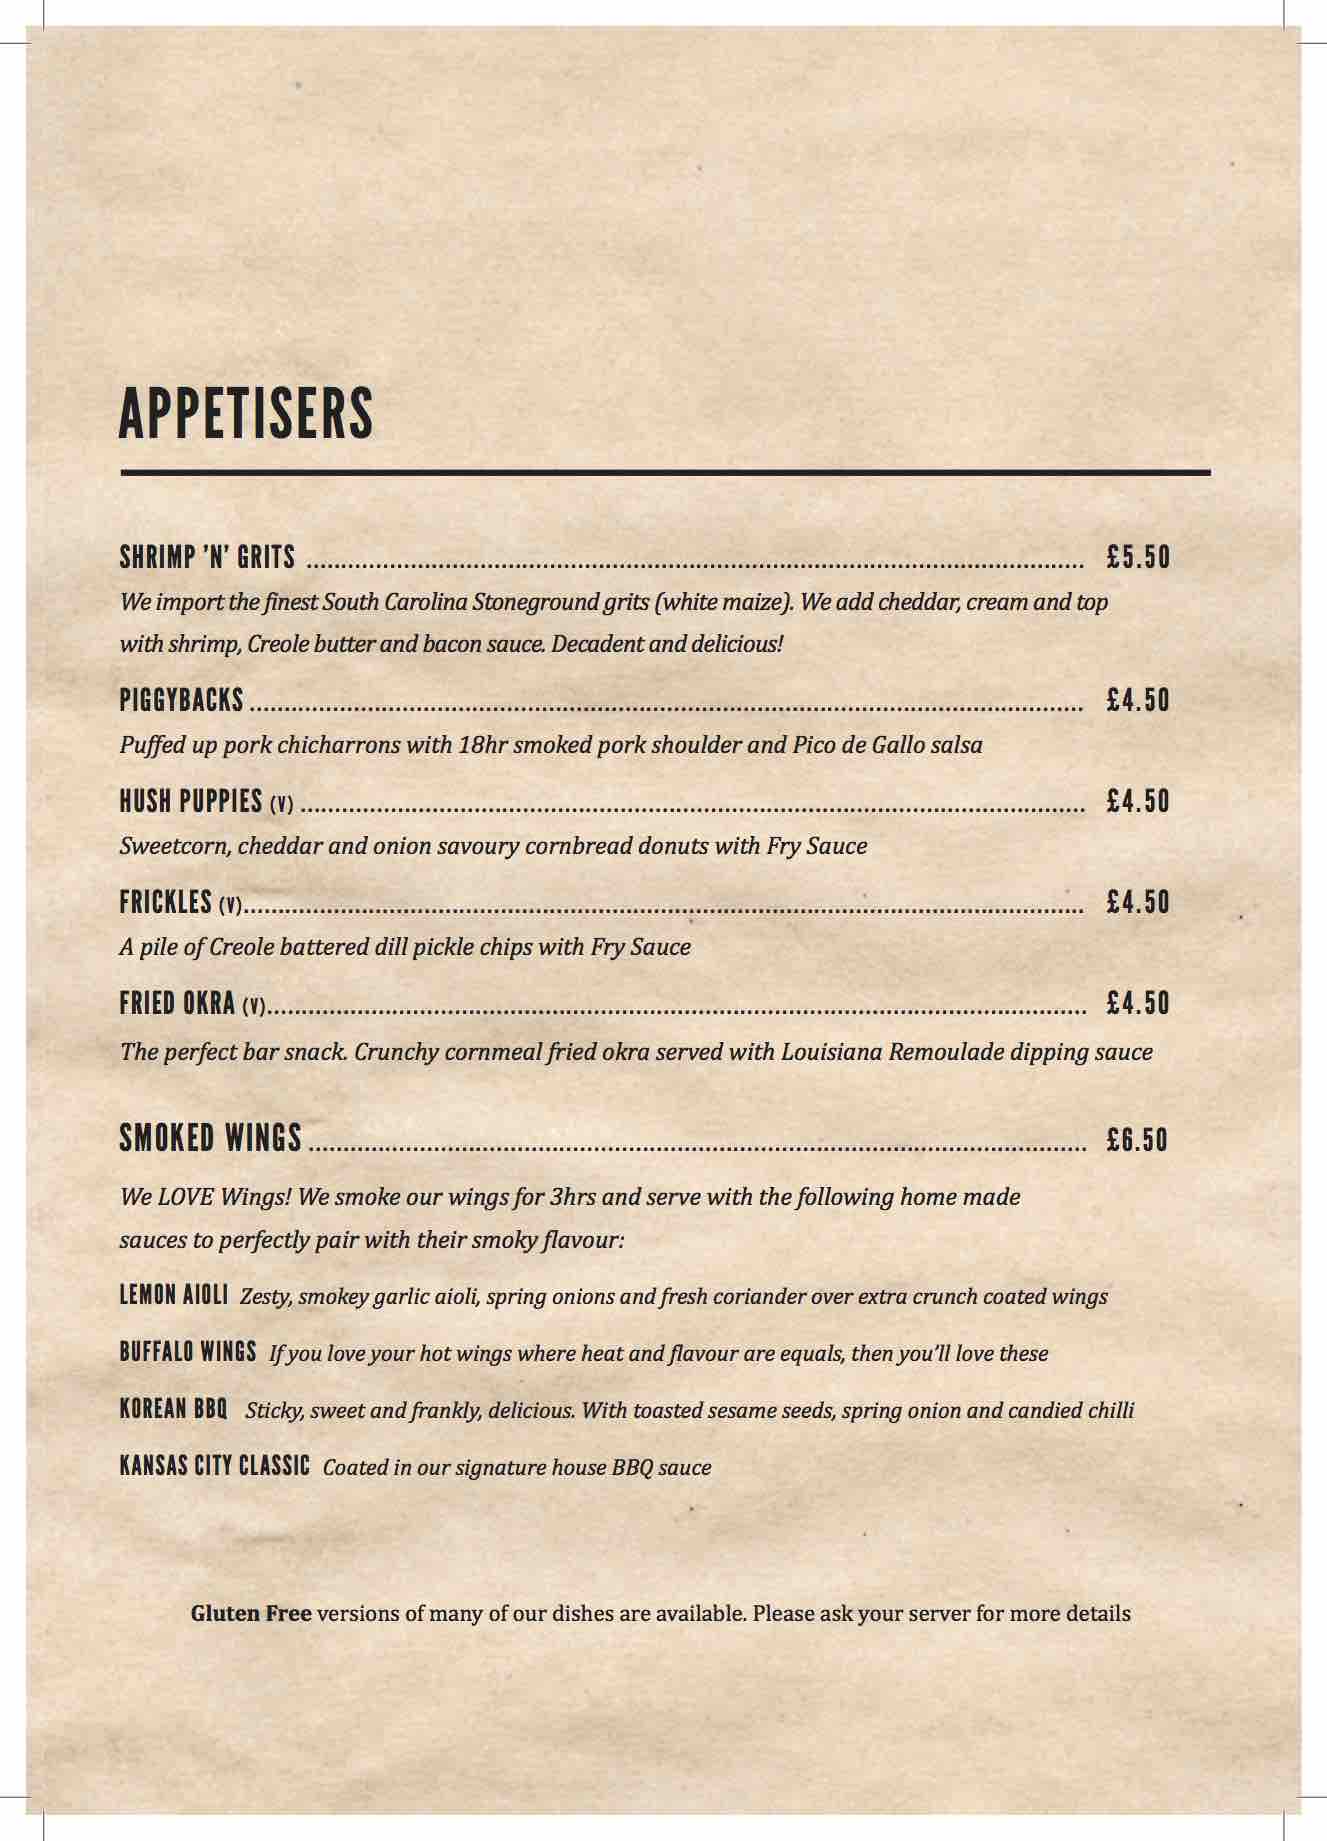 APPETISERS
SHRIMP ’N’ GRITS ........................................ £5.50
We import the finest South Carolina Stoneground grits (white maize). We add cheddar, cream and top
with shrimp, Creole butter and bacon sauce. Decadent and delicious!
PIGGYBACKS ........................................ £4.50
Puffed up pork chicharrons with 18hr smoked pork shoulder and Pico de Gallo salsa
HUSH PUPPIES (V) ........................................ £4.50
Sweetcorn, cheddar and onion savoury cornbread donuts with Fry Sauce
FRICKLES (V)........................................ £4.50
A pile of Creole battered dill pickle chips with Fry Sauce
FRIED OKRA (V)........................................ £4.50
The perfect bar snack. Crunchy cornmeal fried okra served with Louisiana Remoulade dipping sauce
SMOKED WINGS ........................................ £6.50
We LOVE Wings! We smoke our wings for 3hrs and serve with the following home made
sauces to perfectly pair with their smoky flavour:
LEMON AIOLI Zesty, smokey garlic aioli, spring onions and fresh coriander over extra crunch coated wings
BUFFALO WINGS If you love your hot wings where heat and flavour are equals, then you’ll love these
KOREAN BBQ Sticky, sweet and frankly, delicious. With toasted sesame seeds, spring onion and candied chilli
KANSAS CITY CLASSIC Coated in our signature house BBQ sauce
Gluten Free versions of many of our dishes are available. Please ask your server for more details